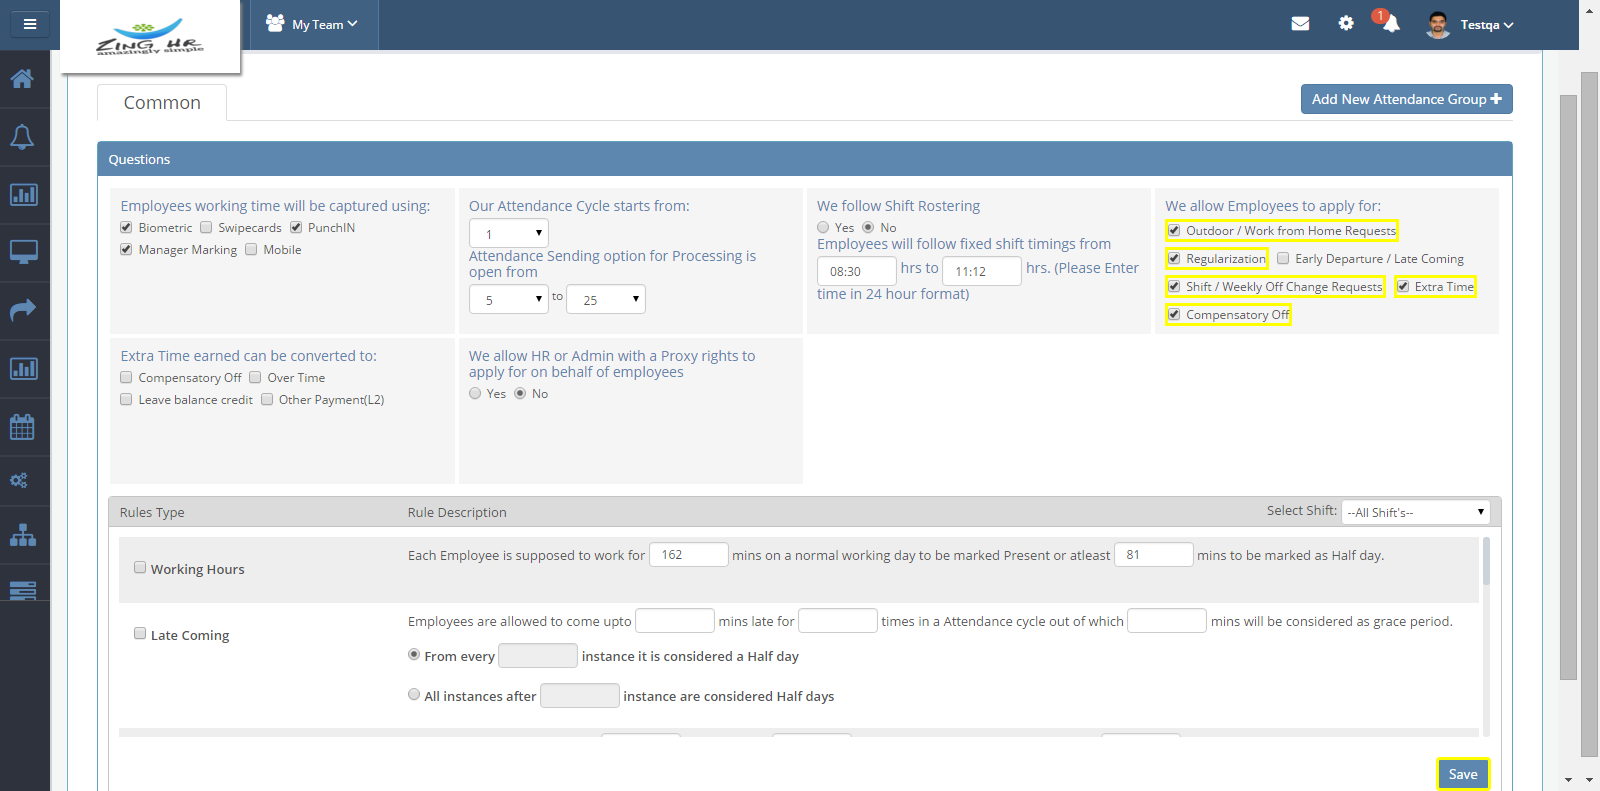 ZING HR
amazingly simple
My Team
1
Testqa
Common
Add New Attendance Group
Questions
Employees working time will be captured using:
Biometric Swipecards PunchIN
Manager Marking Mobile
Our Attendance Cycle starts from:
1
Attendance Sending option for Processing is
open from
5 to 25
We follow Shift Rostering
Yes No
Employees will follow fixed shift timings from
08:30 hrs to 11:12 hrs. (Please Enter
time in 24 hour format)
We allow Employees to apply for:
Outdoor / Work from Home Requests
Regularization Early Departure / Late Coming
Shift / Weekly Off Change Requests Extra Time
Compensatory Off
Extra Time earned can be converted to:
Compensatory Off Over Time
Leave balance credit Other Payment(L2)
We allow HR or Admin with a Proxy rights to
apply for on behalf of employees
Yes No
Rules Type Rule Description Select Shift: --All Shift's--
Working Hours Each Employee is supposed to work for 162 mins on a normal working day to be marked Present or atleast 81 mins to be marked as Half day.
Late Coming Employees are allowed to come upto mins late for times in a Attendance cycle out of which mins will be considered as grace period.
From every instance it is considered a Half day
All instances after instance are considered Half days
Save